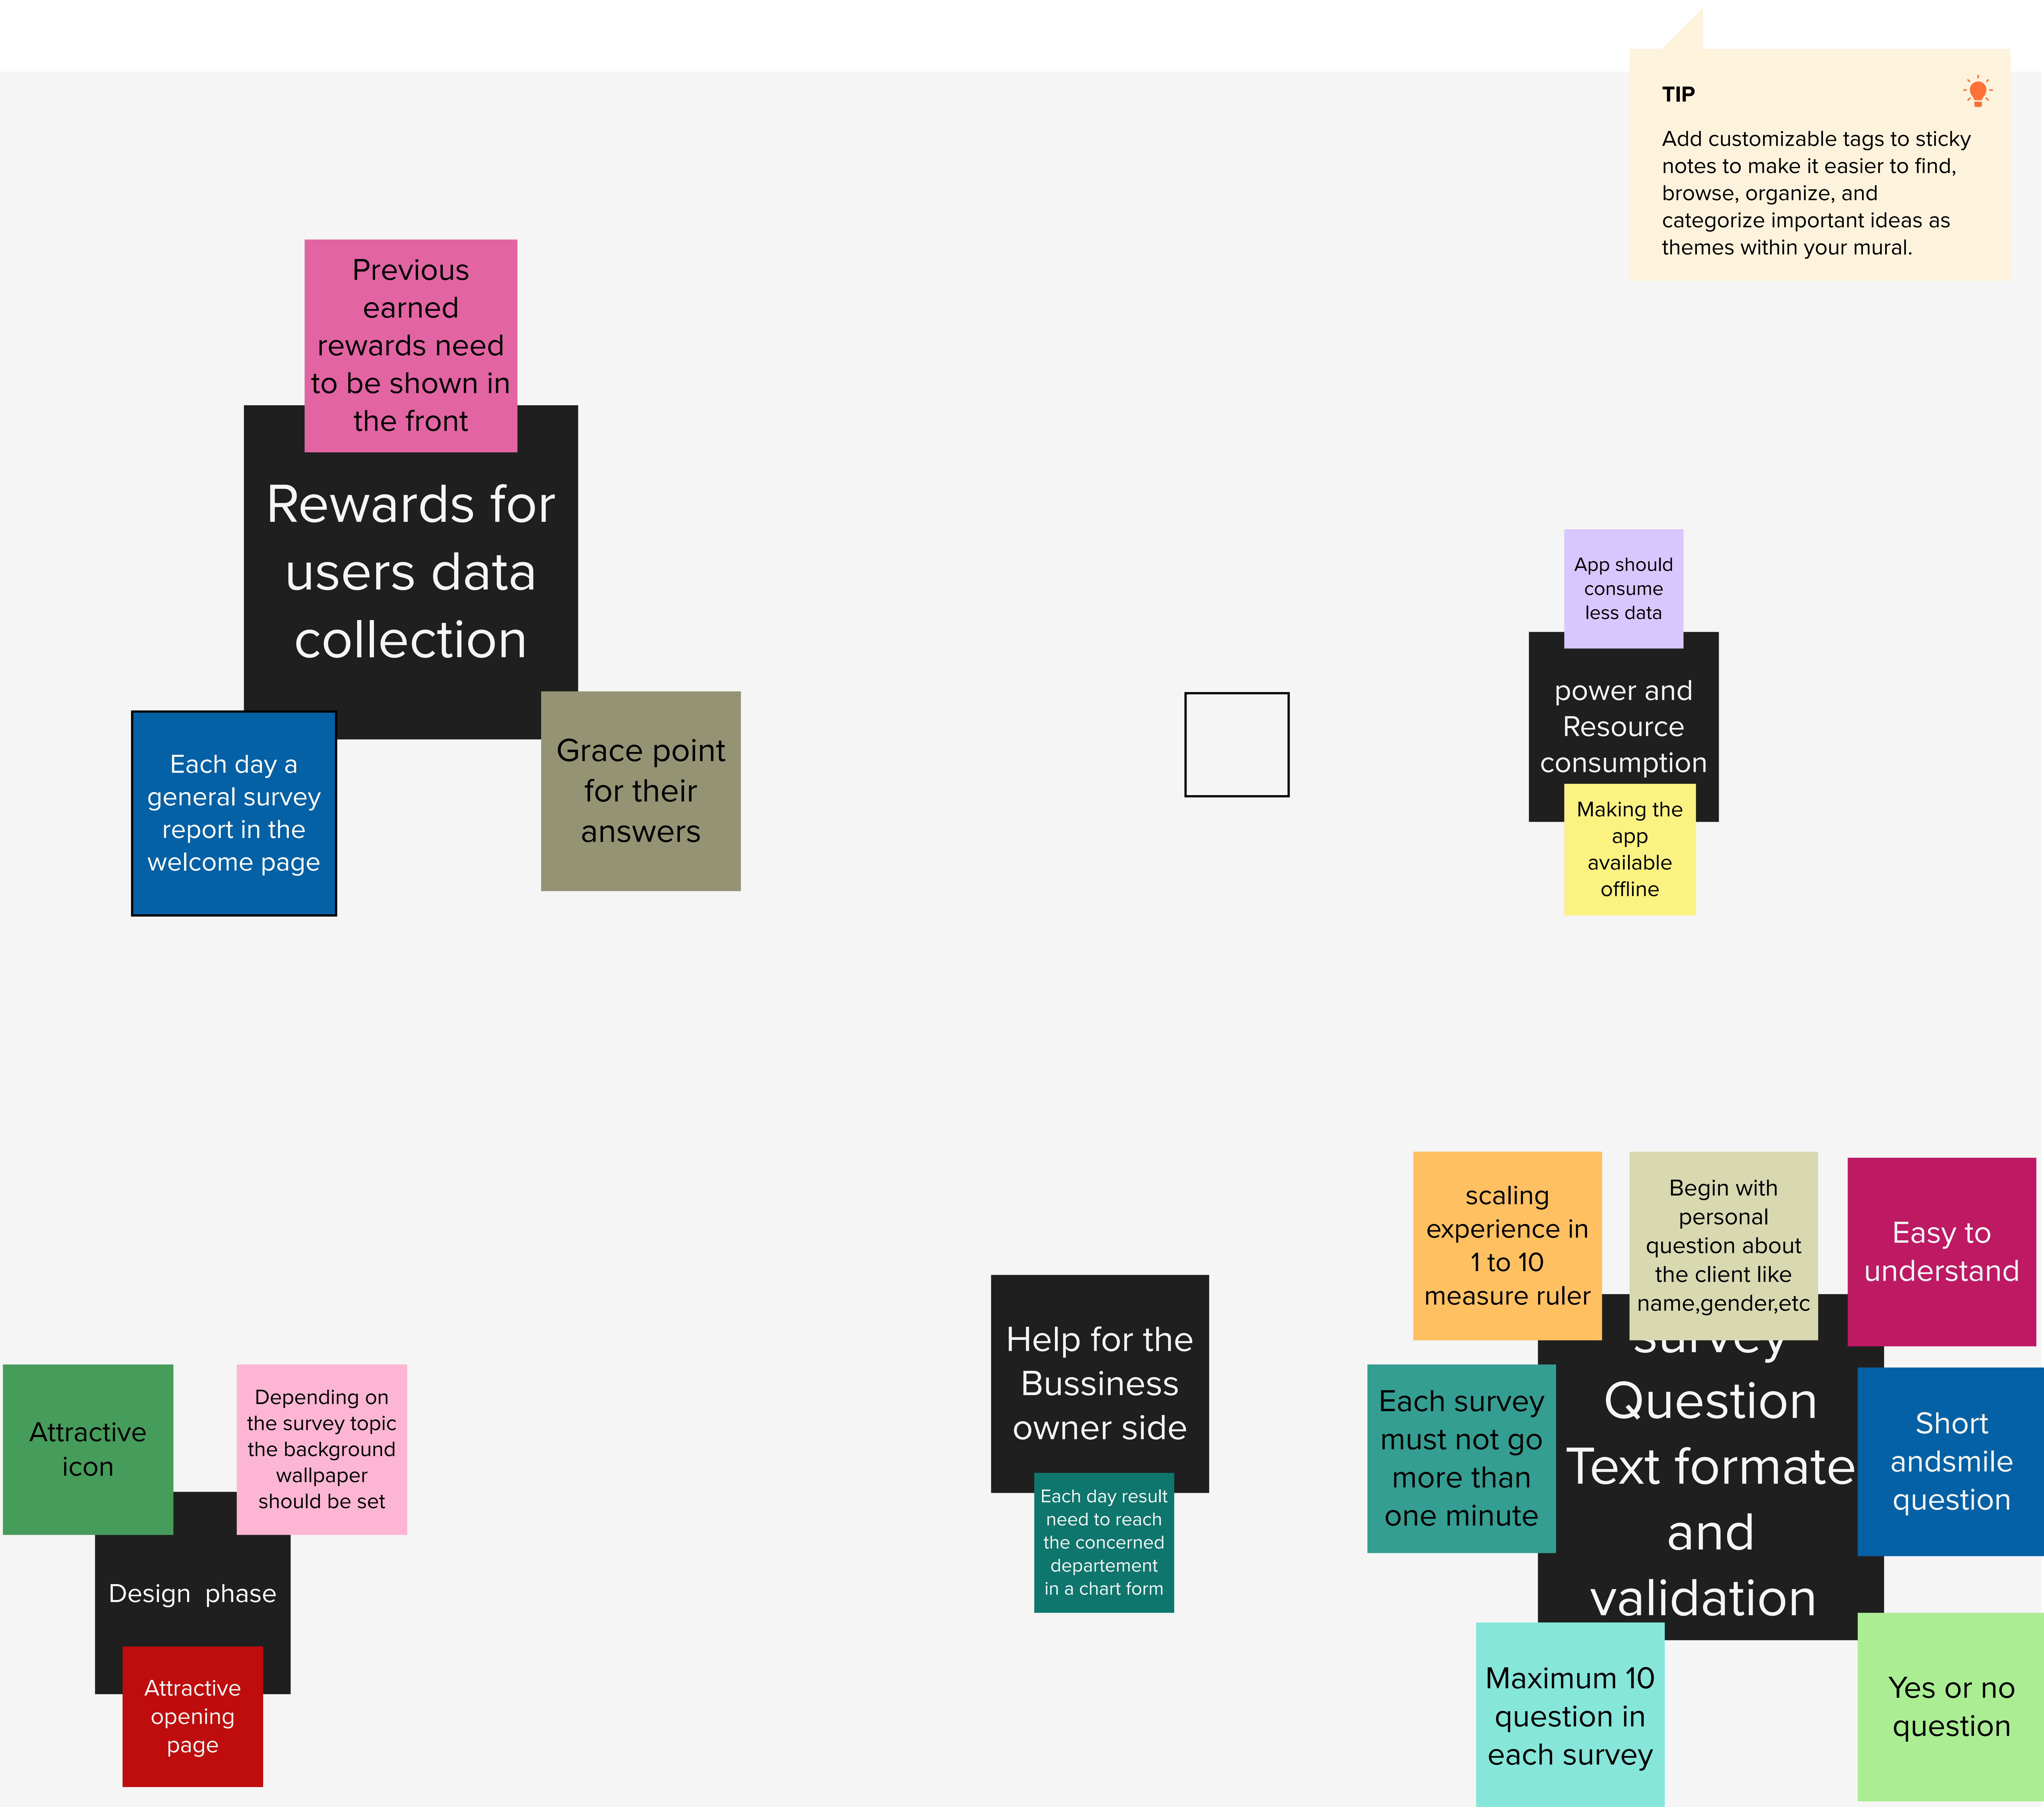 TIP
Add customizable tags to sticky
notes to make it easier to find,
browse, organize, and
categorize important ideas as
themes within your mural.
Previous
earned
rewards need
to be shown in
the front
Rewards for
users data
collection
Each day a
general survey
report in the
welcome page
Grace point
for their
answers
App should
consume
less data
power and
Resource
consumption
Making the
app
available
offline
scaling
experience in
1 to 10
measure ruler
Begin with
personal
question about
the client like
name,gender,etc
Easy to
understand
survey
Question
Text formate
and
validation
Each survey
must not go
more than
one minute
Short
andsmile
question
Maximum 10
question in
each survey
Yes or no
question
Help for the
Bussiness
owner side
Each day result
need to reach
the concerned
departement
in a chart form
Attractive
icon
Depending on
the survey topic
the background
wallpaper
should be set
Design  phase
Attractive
opening
page